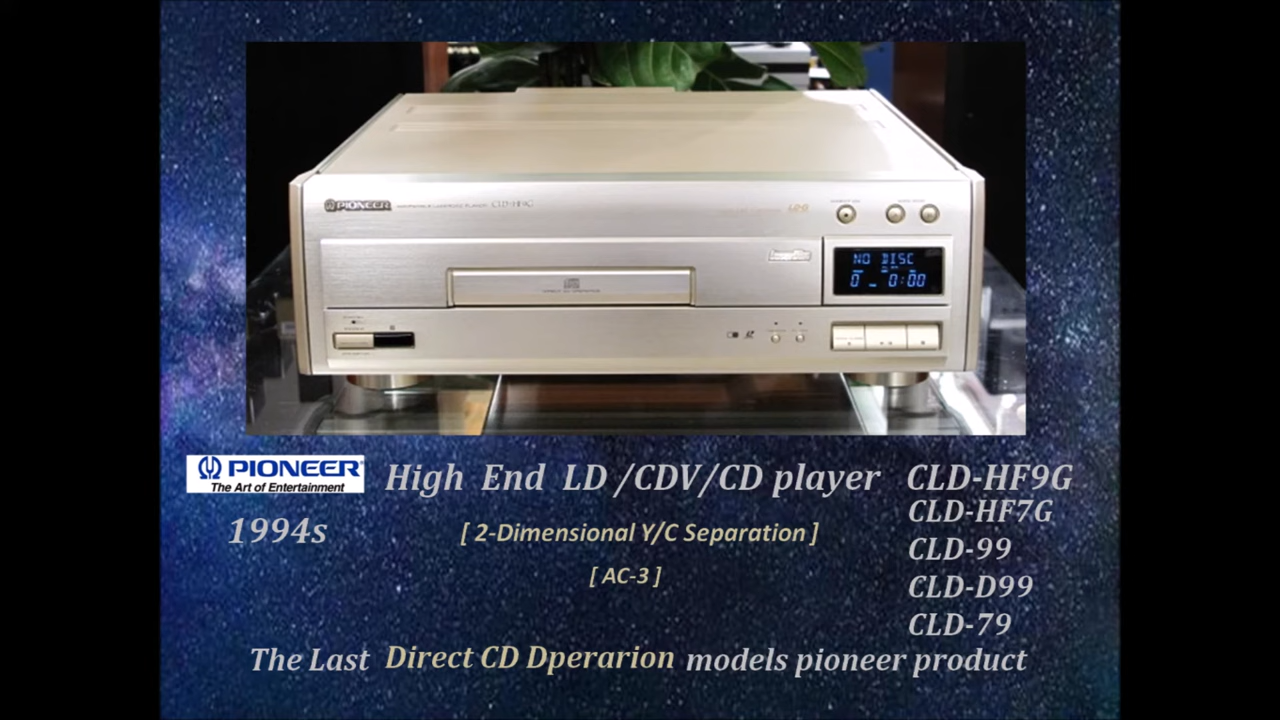 PIONEER
CLD-HF9G
NO DISC
0 _ 0:00
PIONEER
The Art of Entertainment
High End LD /CDV/CD player CLD-HF9G
CLD-HF7G
1994s
[ 2-Dimensional Y/C Separation ]
CLD-99
[ AC-3 ]
CLD-D99
CLD-79
The Last Direct CD Dperarion models pioneer product